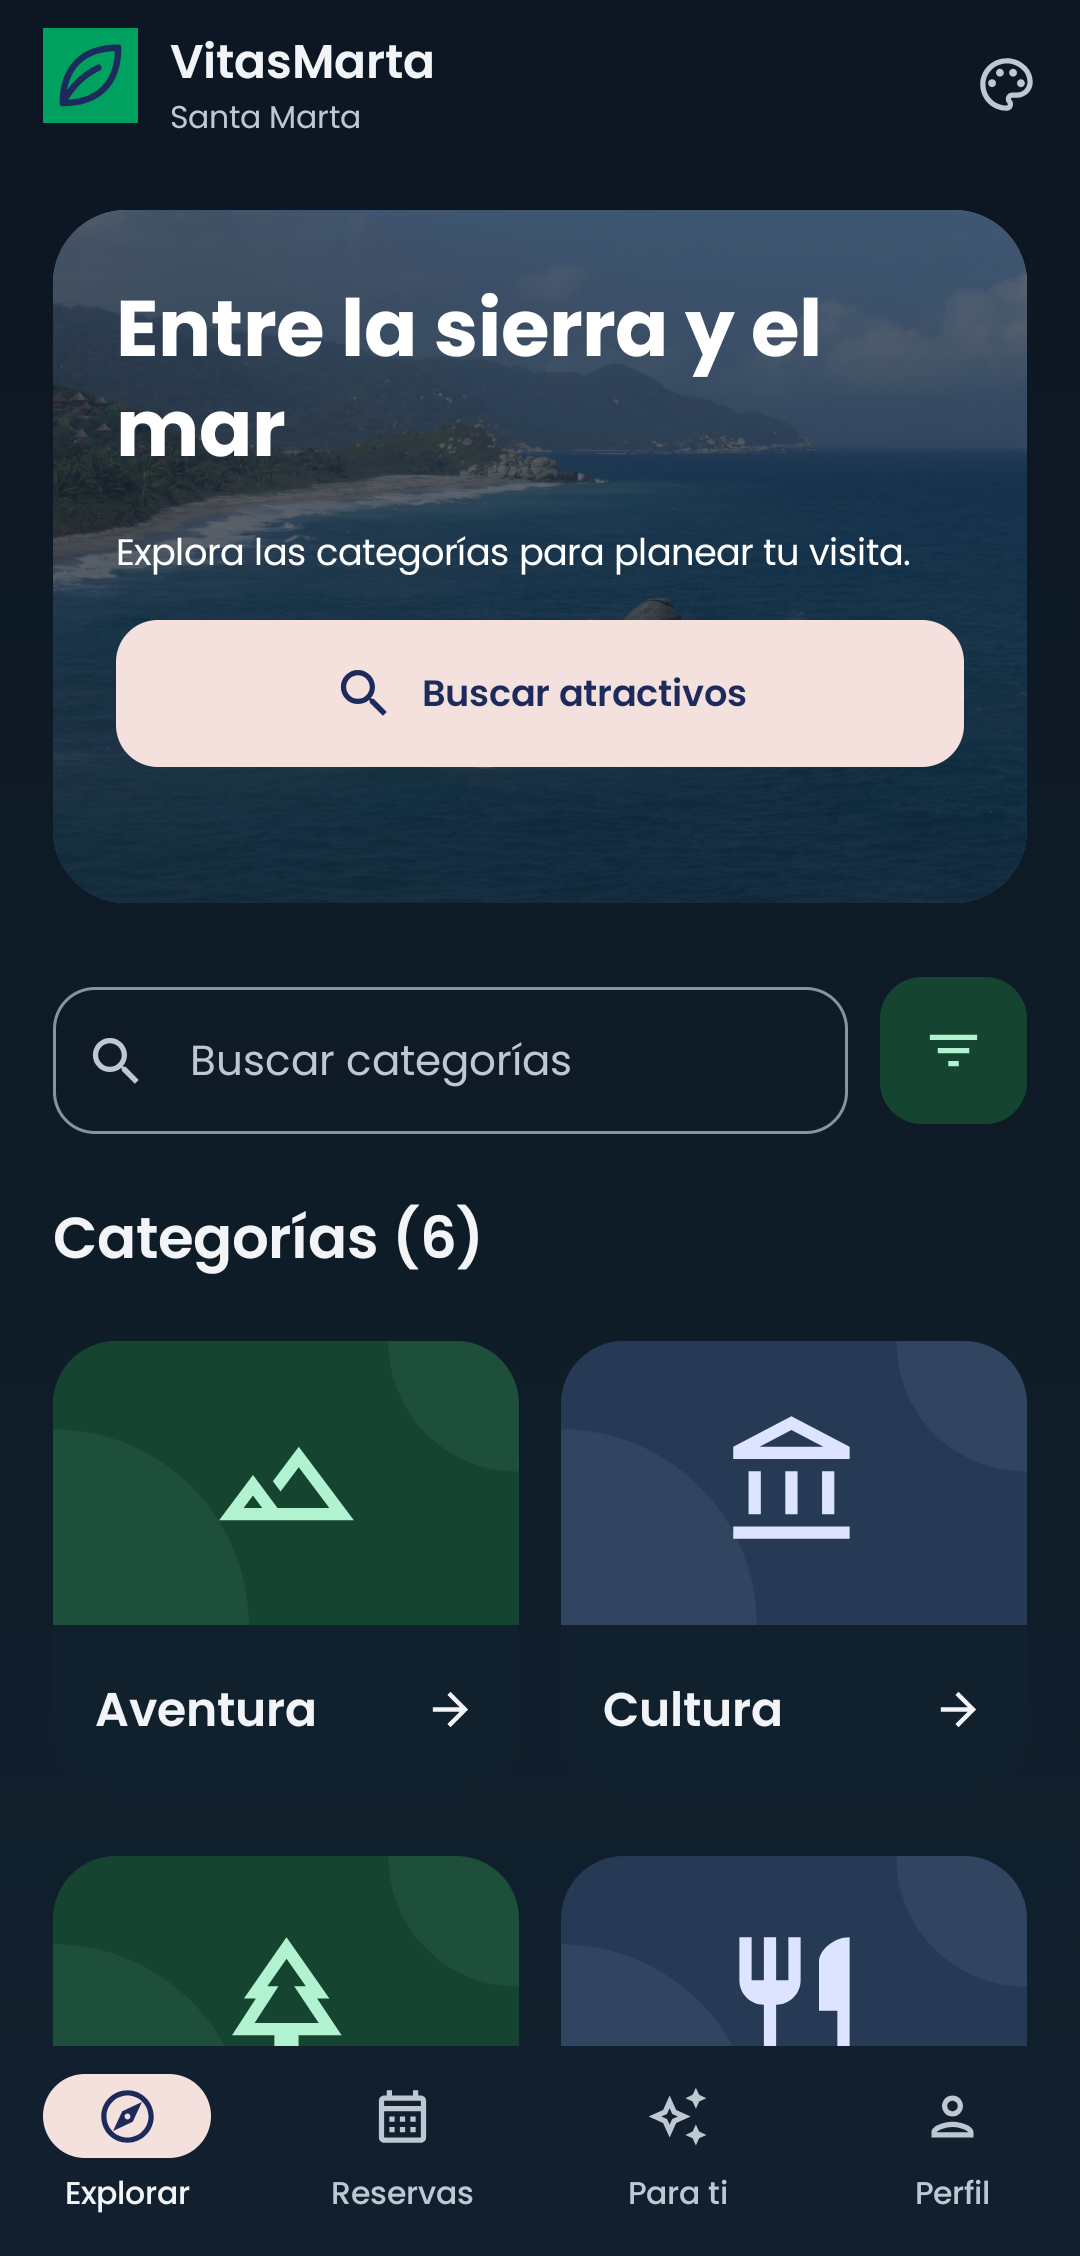 VitasMarta
Santa Marta
Entre la sierra y el
mar
Explora las categorías para planear tu visita.
Buscar atractivos
Buscar categorías
Categorías (6)
Aventura
Cultura
Explorar
Reservas
Para ti
Perfil